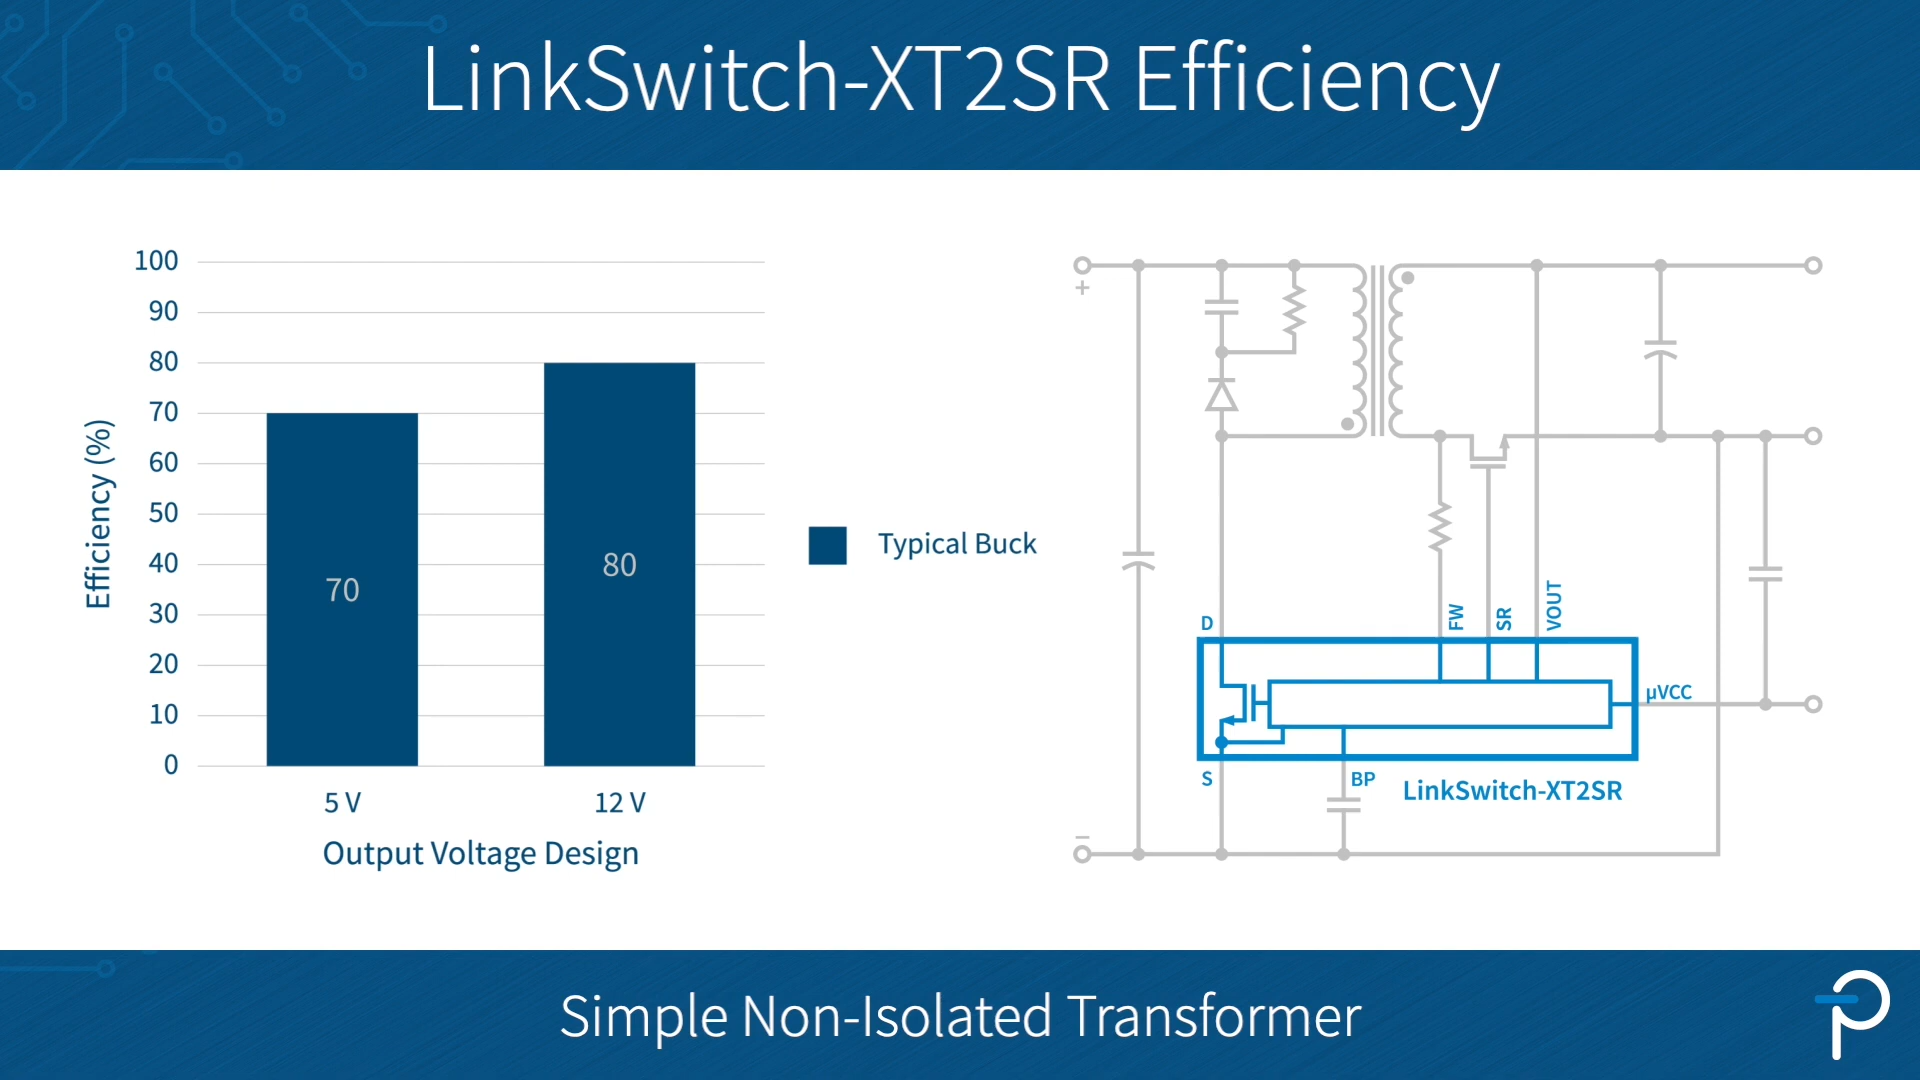 LinkSwitch-XT2SR Efficiency
100
90
80
70
60
50
40
30
20
10
0
Efficiency (%)
70
80
5 V
12 V
Output Voltage Design
Typical Buck
+
−
D
FW
SR
VOUT
µVCC
S
BP
LinkSwitch-XT2SR
Simple Non-Isolated Transformer